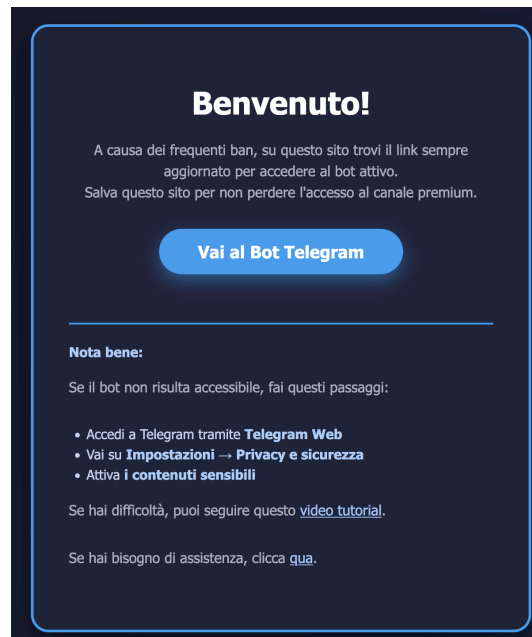 Benvenuto!
A causa dei frequenti ban, su questo sito trovi il link sempre
aggiornato per accedere al bot attivo.
Salva questo sito per non perdere l'accesso al canale premium.
Vai al Bot Telegram
Nota bene:
Se il bot non risulta accessibile, fai questi passaggi:
• Accedi a Telegram tramite Telegram Web
• Vai su Impostazioni → Privacy e sicurezza
• Attiva i contenuti sensibili
Se hai difficoltà, puoi seguire questo video tutorial.
Se hai bisogno di assistenza, clicca qua.